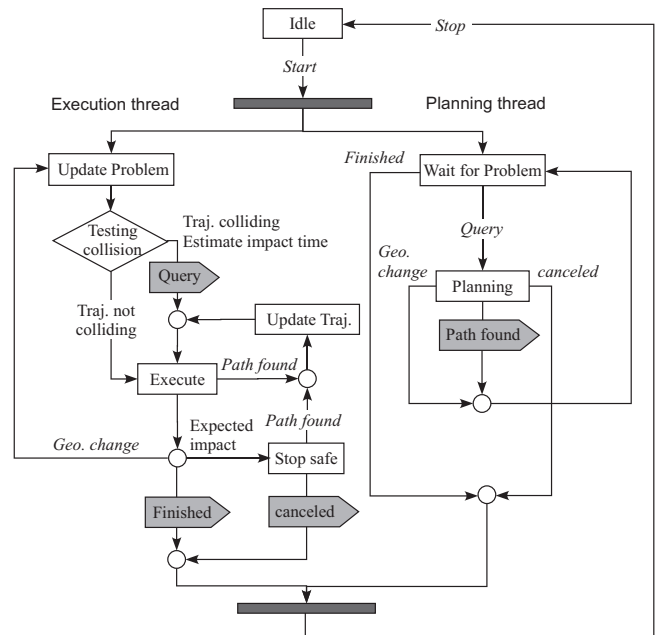 Idle
Stop
Start
Execution thread
Planning thread
Update Problem
Finished
Wait for Problem
Testing
collision
Traj. colliding
Estimate impact time
Query
Query
Geo.
change
canceled
Planning
Traj. not
colliding
Update Traj.
Path found
Execute
Path found
Path found
Geo. change
Expected
impact
Stop safe
Finished
canceled